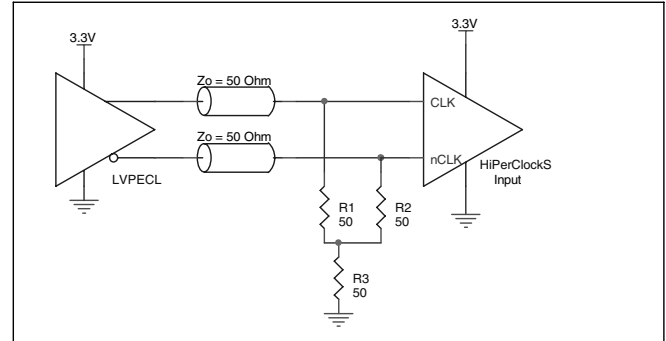 3.3V
3.3V
Zo = 50 Ohm
CLK
Zo = 50 Ohm
nCLK
LVPECL
HiPerClockS
Input
R1
50
R2
50
R3
50